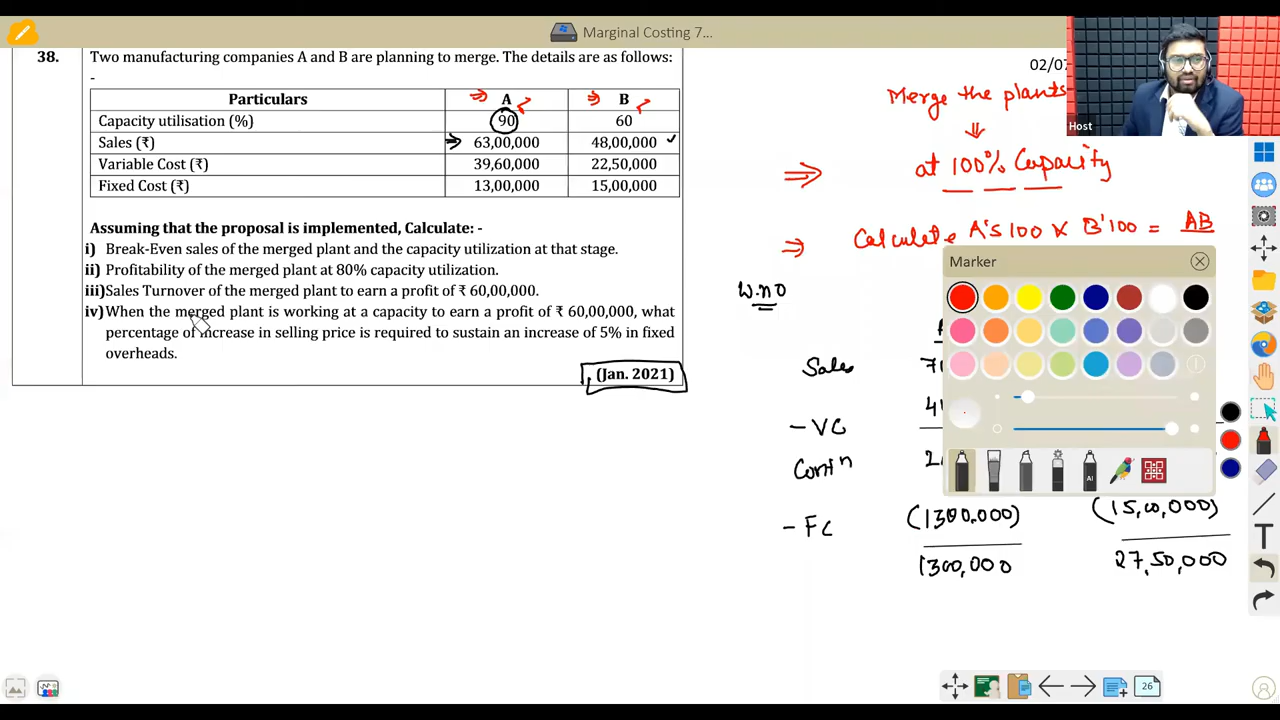 Marginal Costing 7...
38.
Two manufacturing companies A and B are planning to merge. The details are as follows:
-
Particulars A B
Capacity utilisation (%) 90 60
Sales (₹) 63,00,000 48,00,000
Variable Cost (₹) 39,60,000 22,50,000
Fixed Cost (₹) 13,00,000 15,00,000
Assuming that the proposal is implemented, Calculate: -
i) Break-Even sales of the merged plant and the capacity utilization at that stage.
ii) Profitability of the merged plant at 80% capacity utilization.
iii)Sales Turnover of the merged plant to earn a profit of ₹ 60,00,000.
iv)When the merged plant is working at a capacity to earn a profit of ₹ 60,00,000, what
percentage of increase in selling price is required to sustain an increase of 5% in fixed
overheads.
(Jan. 2021)
02/0
Merge the plants
⇓
⇒ at 100% Capacity
⇒ Calculate A's 100 × B'100 = AB
W.no
Sales
- VC
Contn
- FC (1300,000) (15,00,000)
1300,000 27,50,000
Marker
AI
Host
T
26